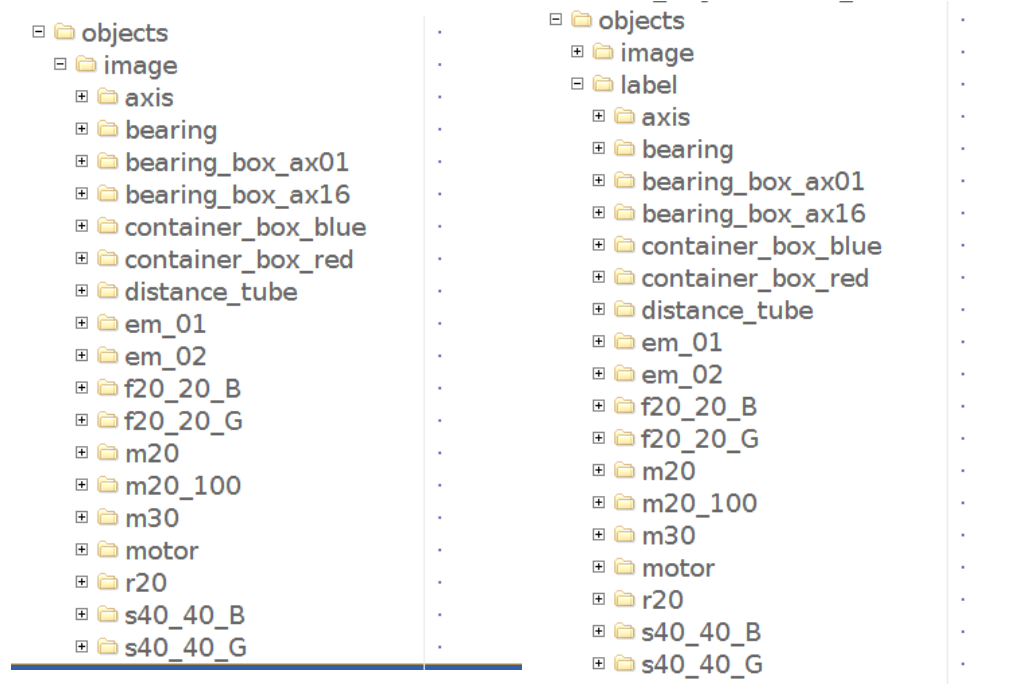 objects
image
axis
bearing
bearing_box_ax01
bearing_box_ax16
container_box_blue
container_box_red
distance_tube
em_01
em_02
f20_20_B
f20_20_G
m20
m20_100
m30
motor
r20
s40_40_B
s40_40_G
objects
image
label
axis
bearing
bearing_box_ax01
bearing_box_ax16
container_box_blue
container_box_red
distance_tube
em_01
em_02
f20_20_B
f20_20_G
m20
m20_100
m30
motor
r20
s40_40_B
s40_40_G